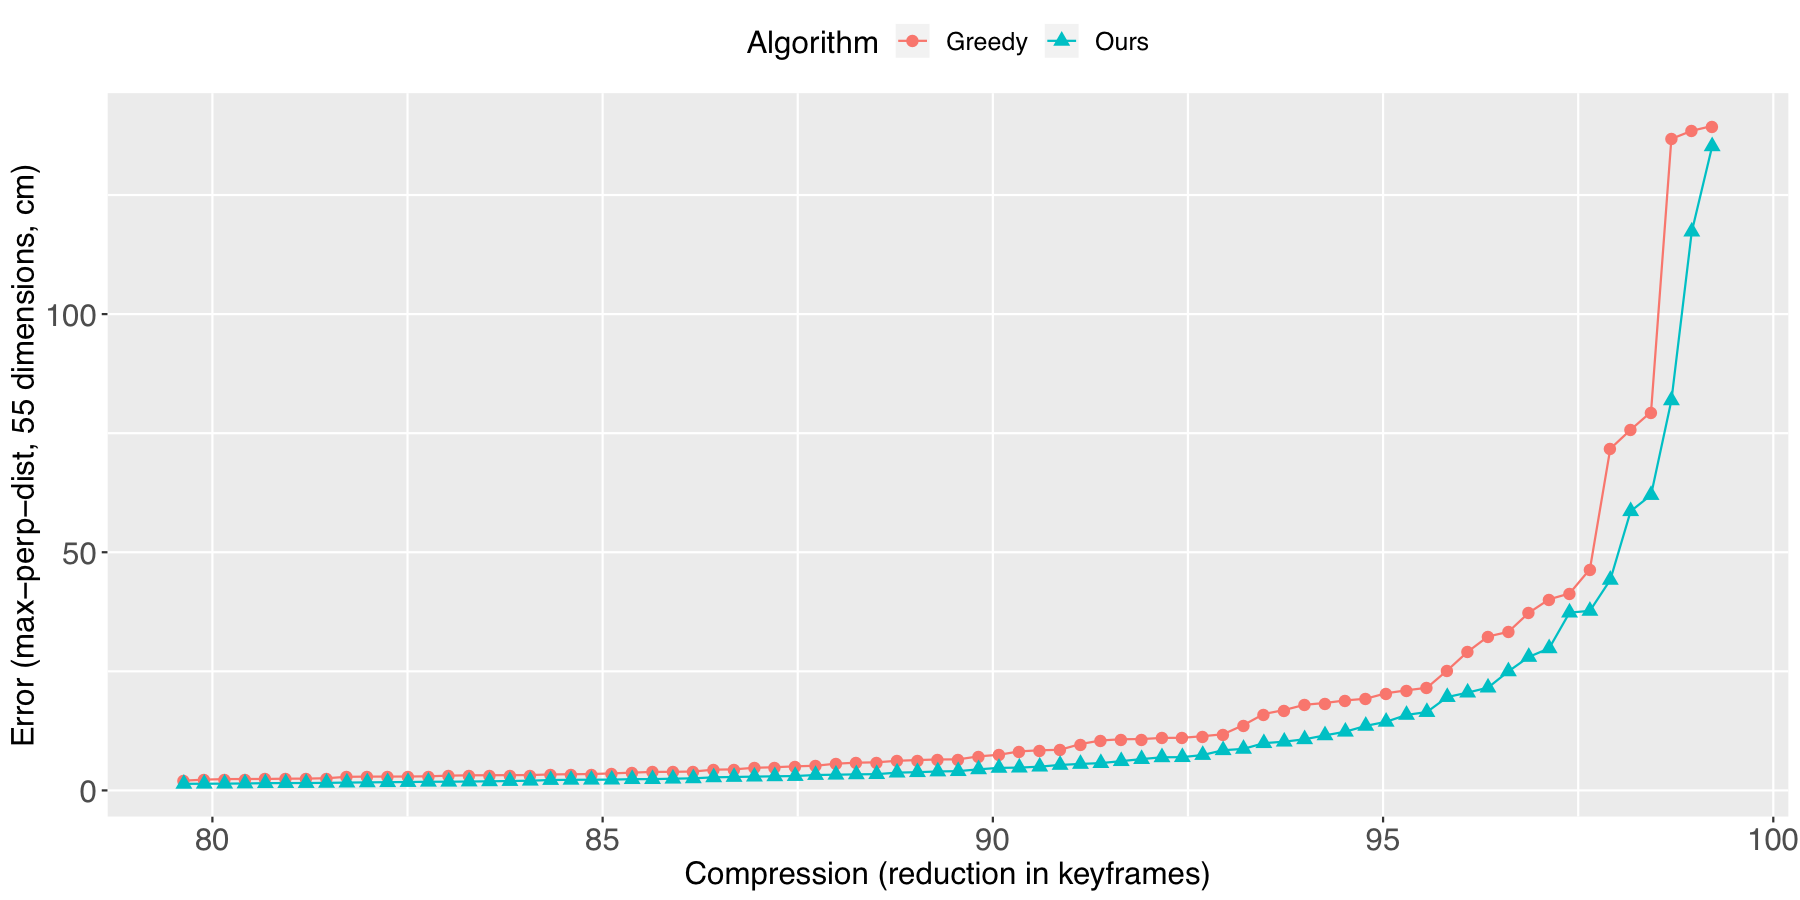 Algorithm Greedy Ours
Error (max−perp−dist, 55 dimensions, cm)
100
50
0
80 85 90 95 100
Compression (reduction in keyframes)